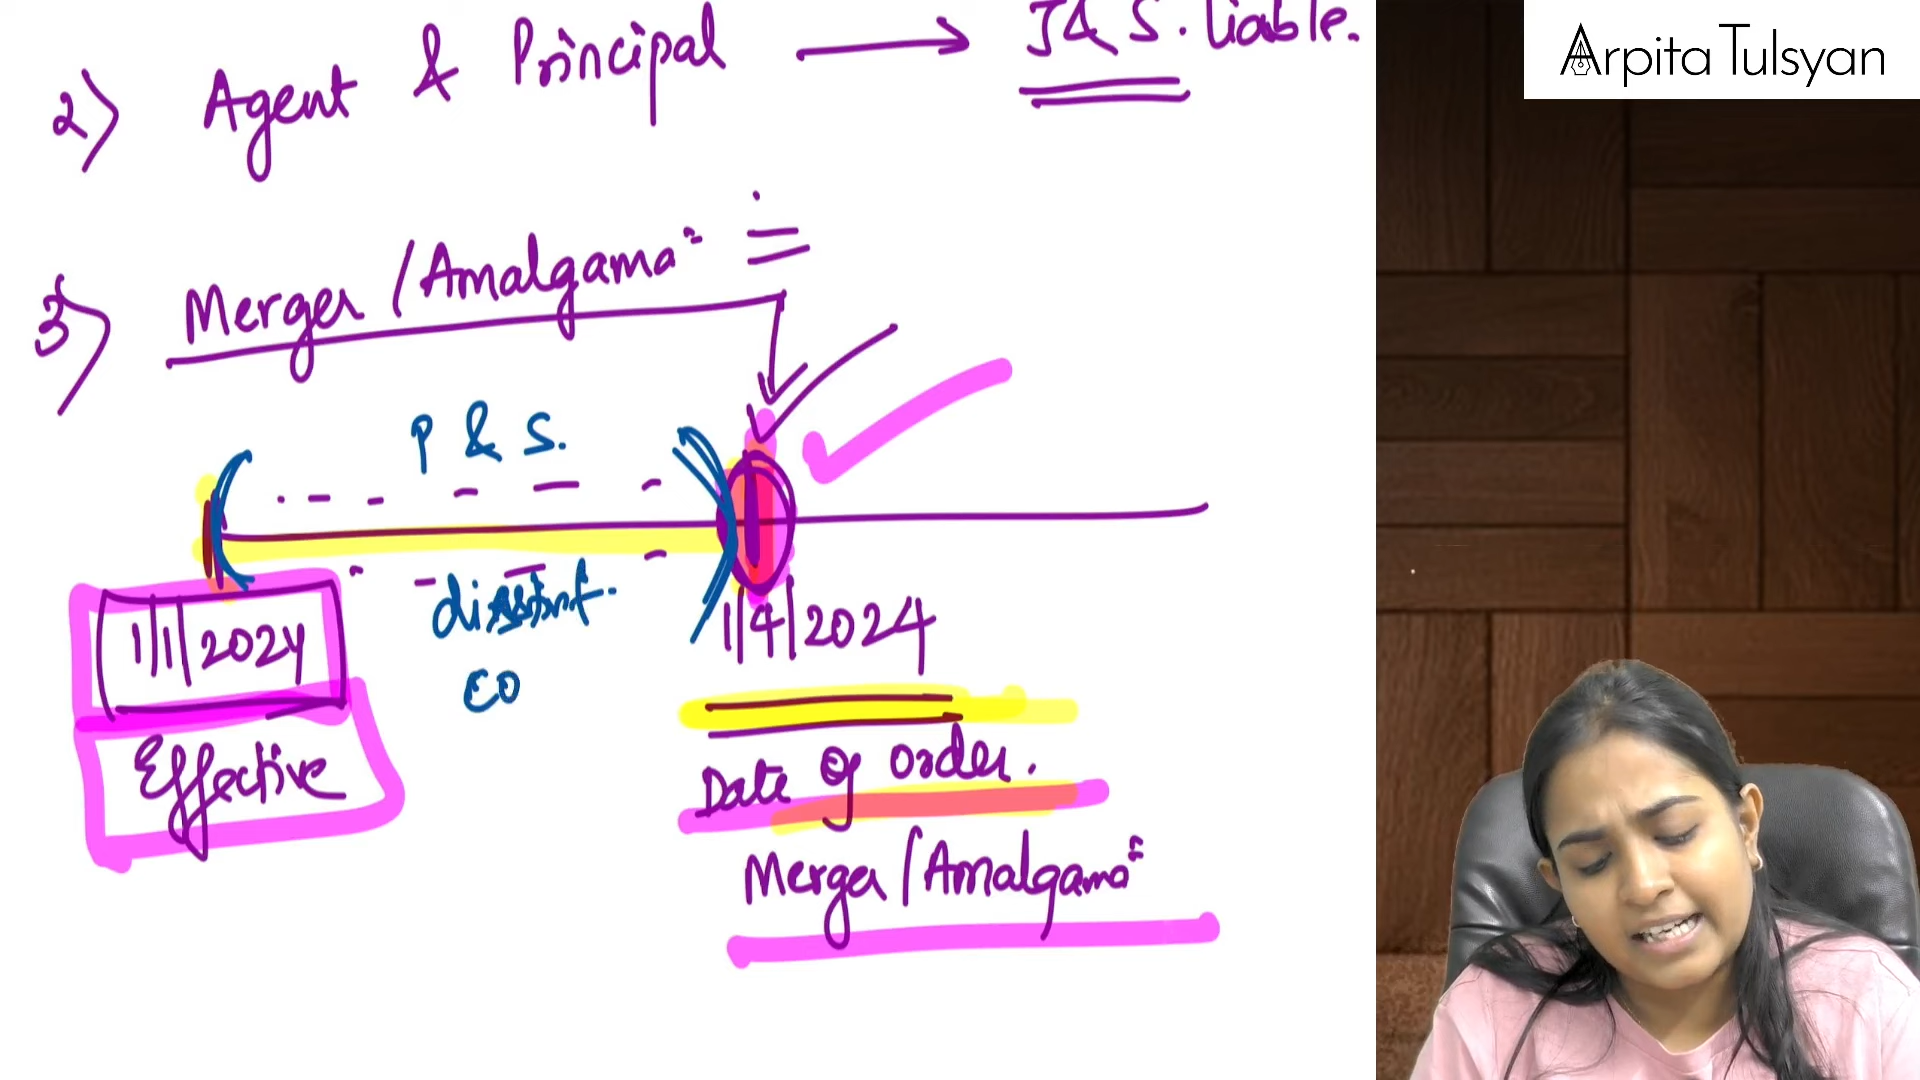 Arpita Tulsyan
2) Agent & Principal → J & S. liable.
3) Merger / Amalgama=
P & S.
distinct.
co
1/1/2024
1/4/2024
Effective
Date of order.
Merger / Amalgama=